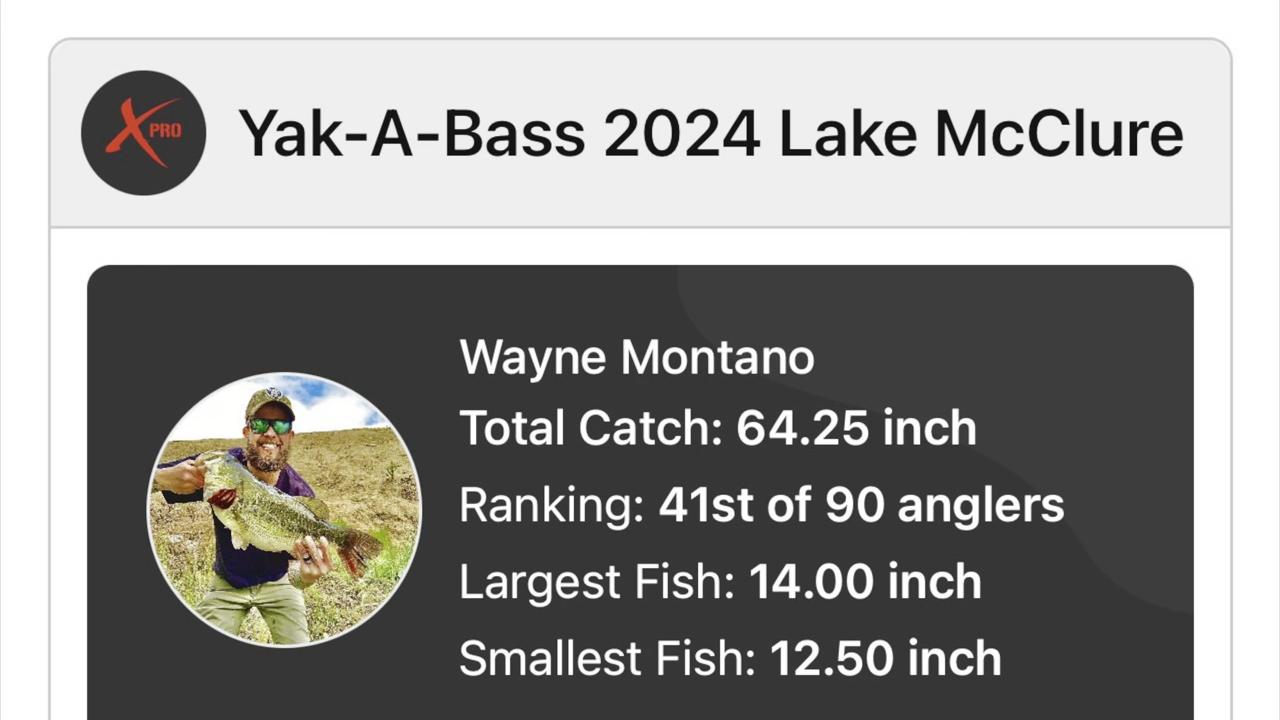 XPRO
Yak-A-Bass 2024 Lake McClure
Wayne Montano
Total Catch: 64.25 inch
Ranking: 41st of 90 anglers
Largest Fish: 14.00 inch
Smallest Fish: 12.50 inch